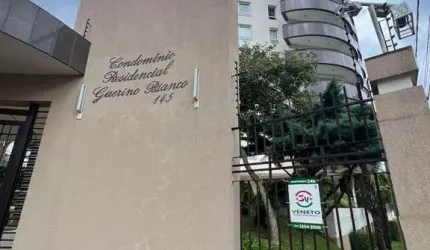 Condomínio
Residencial
Guerino Bianco
145
VENETO